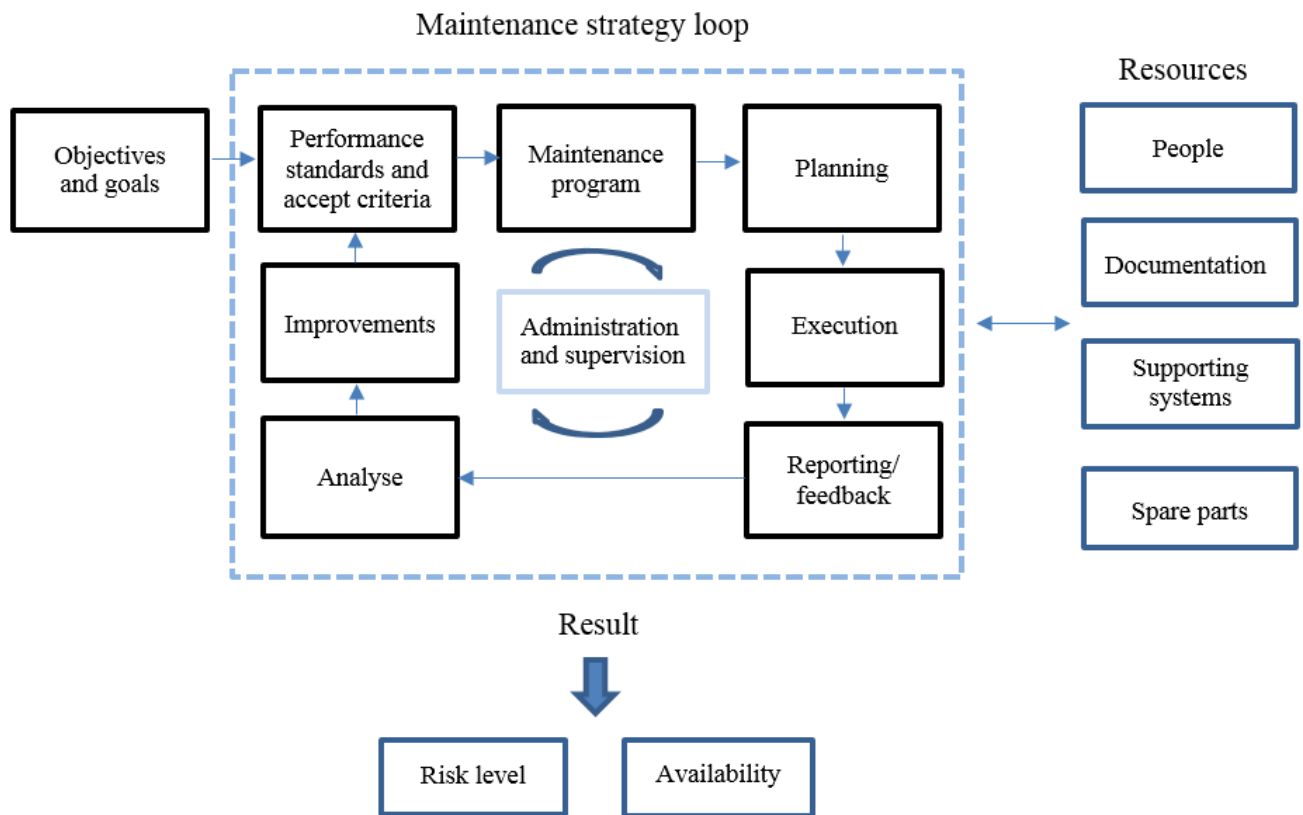 Maintenance strategy loop
Resources
Objectives
and goals
Performance
standards and
accept criteria
Maintenance
program
Planning
People
Documentation
Improvements
Administration
and supervision
Execution
Supporting
systems
Analyse
Reporting/
feedback
Spare parts
Result
Risk level
Availability